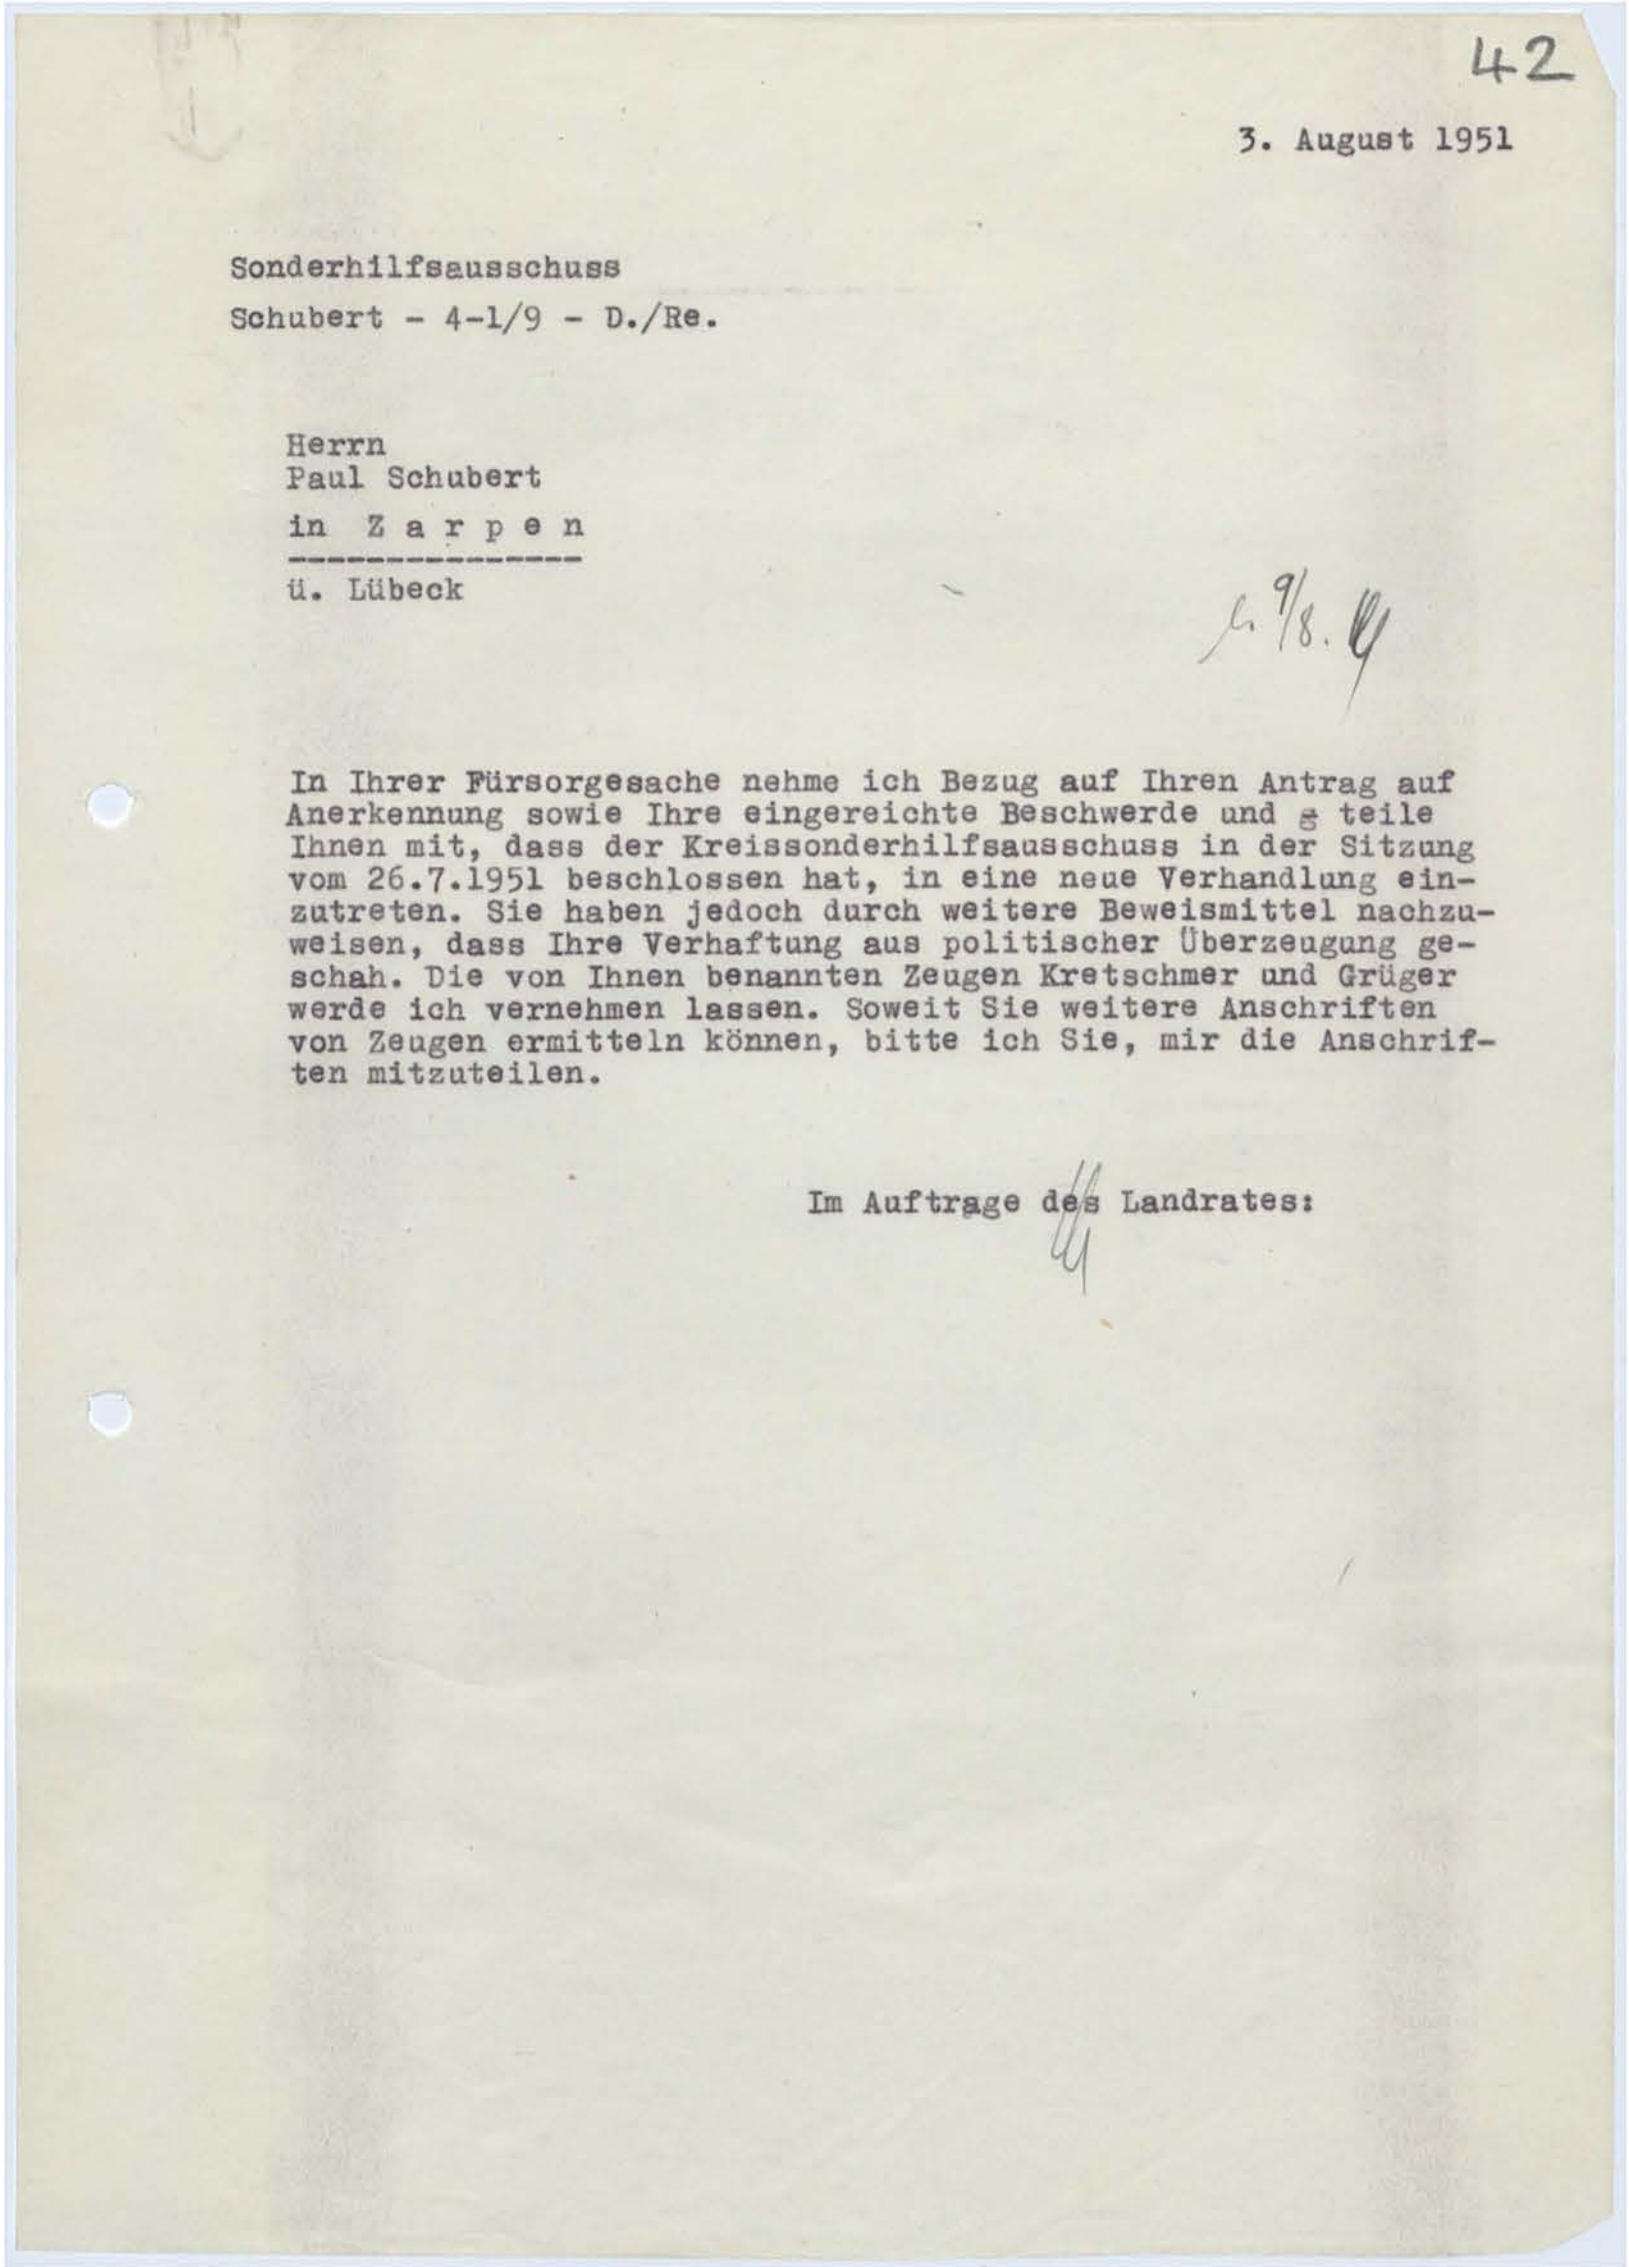 42
3. August 1951
Sonderhilfsausschuss
Schubert - 4-1/9 - D./Re.
Herrn
Paul Schubert
in Z a r p e n
---------------
ü. Lübeck
9/8.
In Ihrer Fürsorgesache nehme ich Bezug auf Ihren Antrag auf
Anerkennung sowie Ihre eingereichte Beschwerde und teile
Ihnen mit, dass der Kreissonderhilfsausschuss in der Sitzung
vom 26.7.1951 beschlossen hat, in eine neue Verhandlung ein-
zutreten. Sie haben jedoch durch weitere Beweismittel nachzu-
weisen, dass Ihre Verhaftung aus politischer Überzeugung ge-
schah. Die von Ihnen benannten Zeugen Kretschmer und Grüger
werde ich vernehmen lassen. Soweit Sie weitere Anschriften
von Zeugen ermitteln können, bitte ich Sie, mir die Anschrif-
ten mitzuteilen.
Im Auftrage des Landrates: